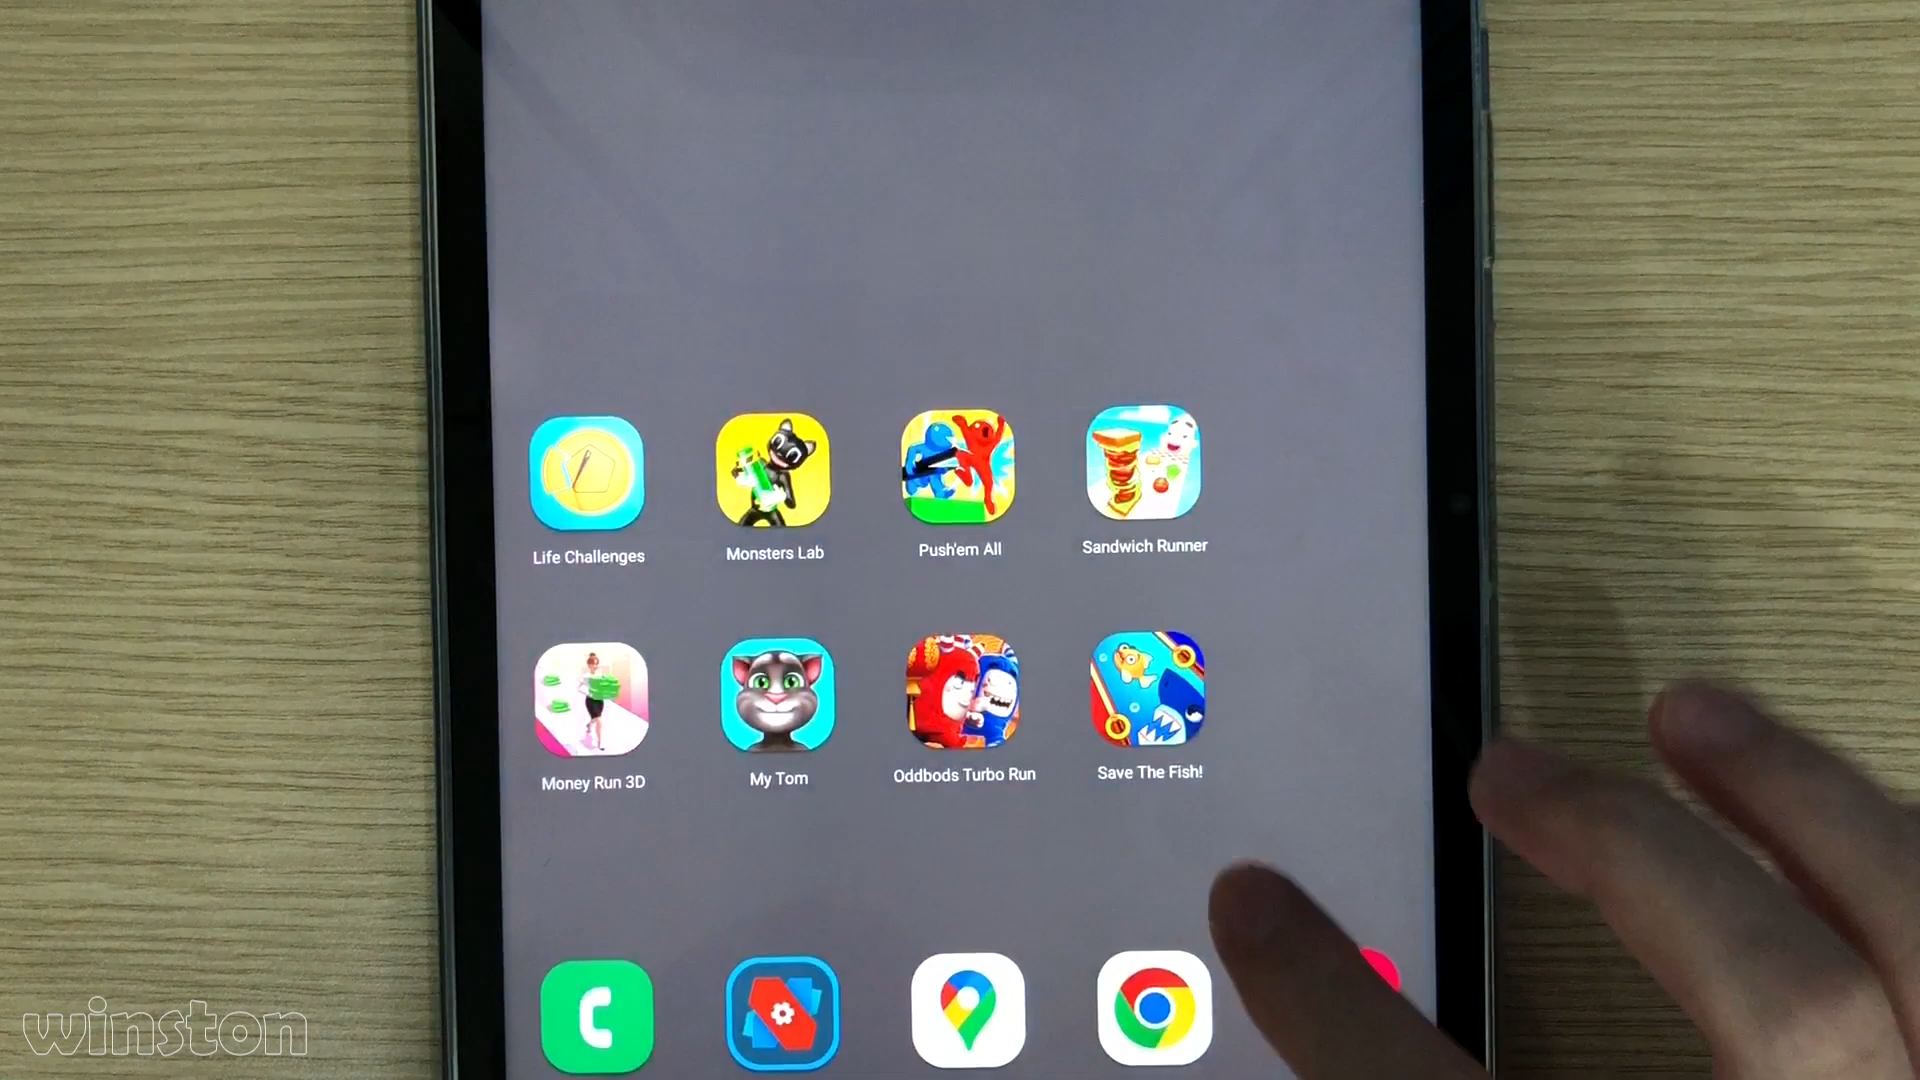 Life Challenges
Monsters Lab
Push'em All
Sandwich Runner
Money Run 3D
My Tom
Oddbods Turbo Run
Save The Fish!
winston